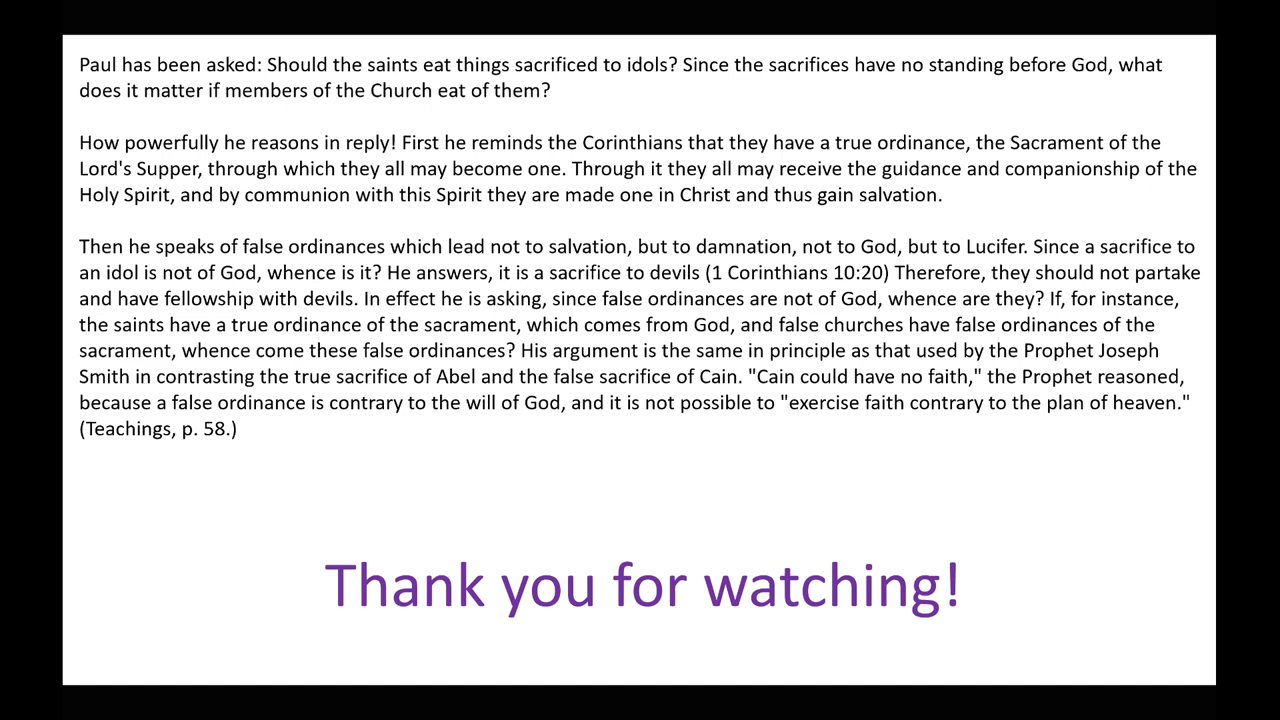 Paul has been asked: Should the saints eat things sacrificed to idols? Since the sacrifices have no standing before God, what
does it matter if members of the Church eat of them?
How powerfully he reasons in reply! First he reminds the Corinthians that they have a true ordinance, the Sacrament of the
Lord's Supper, through which they all may become one. Through it they all may receive the guidance and companionship of the
Holy Spirit, and by communion with this Spirit they are made one in Christ and thus gain salvation.
Then he speaks of false ordinances which lead not to salvation, but to damnation, not to God, but to Lucifer. Since a sacrifice to
an idol is not of God, whence is it? He answers, it is a sacrifice to devils (1 Corinthians 10:20) Therefore, they should not partake
and have fellowship with devils. In effect he is asking, since false ordinances are not of God, whence are they? If, for instance,
the saints have a true ordinance of the sacrament, which comes from God, and false churches have false ordinances of the
sacrament, whence come these false ordinances? His argument is the same in principle as that used by the Prophet Joseph
Smith in contrasting the true sacrifice of Abel and the false sacrifice of Cain. "Cain could have no faith," the Prophet reasoned,
because a false ordinance is contrary to the will of God, and it is not possible to "exercise faith contrary to the plan of heaven."
(Teachings, p. 58.)
Thank you for watching!